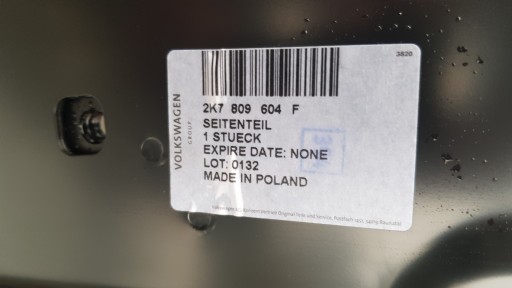 3820
2K7 809 604 F
SEITENTEIL
1 STUECK
EXPIRE DATE: NONE
LOT: 0132
MADE IN POLAND
VOLKSWAGEN
GROUP